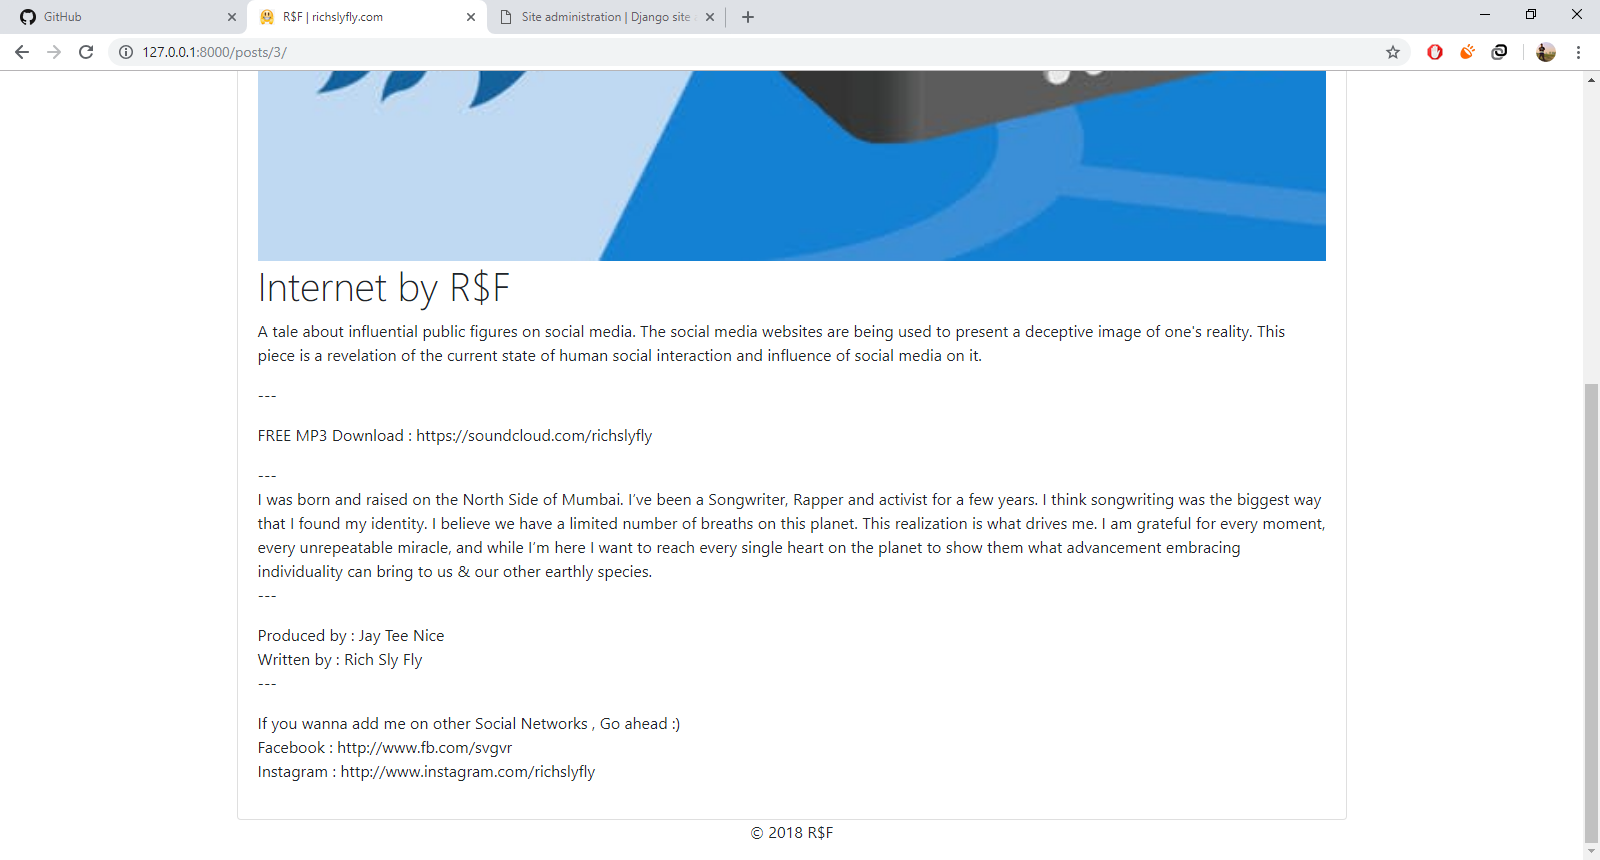 GitHub
R$F | richslyfly.com
Site administration | Django site
127.0.0.1:8000/posts/3/
Internet by R$F
A tale about influential public figures on social media. The social media websites are being used to present a deceptive image of one's reality. This
piece is a revelation of the current state of human social interaction and influence of social media on it.
---
FREE MP3 Download : https://soundcloud.com/richslyfly
---
I was born and raised on the North Side of Mumbai. I’ve been a Songwriter, Rapper and activist for a few years. I think songwriting was the biggest way
that I found my identity. I believe we have a limited number of breaths on this planet. This realization is what drives me. I am grateful for every moment,
every unrepeatable miracle, and while I’m here I want to reach every single heart on the planet to show them what advancement embracing
individuality can bring to us & our other earthly species.
---
Produced by : Jay Tee Nice
Written by : Rich Sly Fly
---
If you wanna add me on other Social Networks , Go ahead :)
Facebook : http://www.fb.com/svgvr
Instagram : http://www.instagram.com/richslyfly
© 2018 R$F